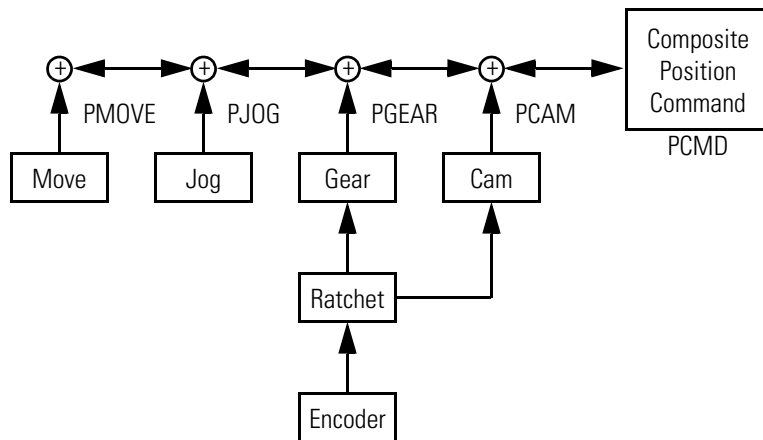 Composite
Position
Command
PCMD
+ + + +
PMOVE PJOG PGEAR PCAM
Move Jog Gear Cam
Ratchet
Encoder